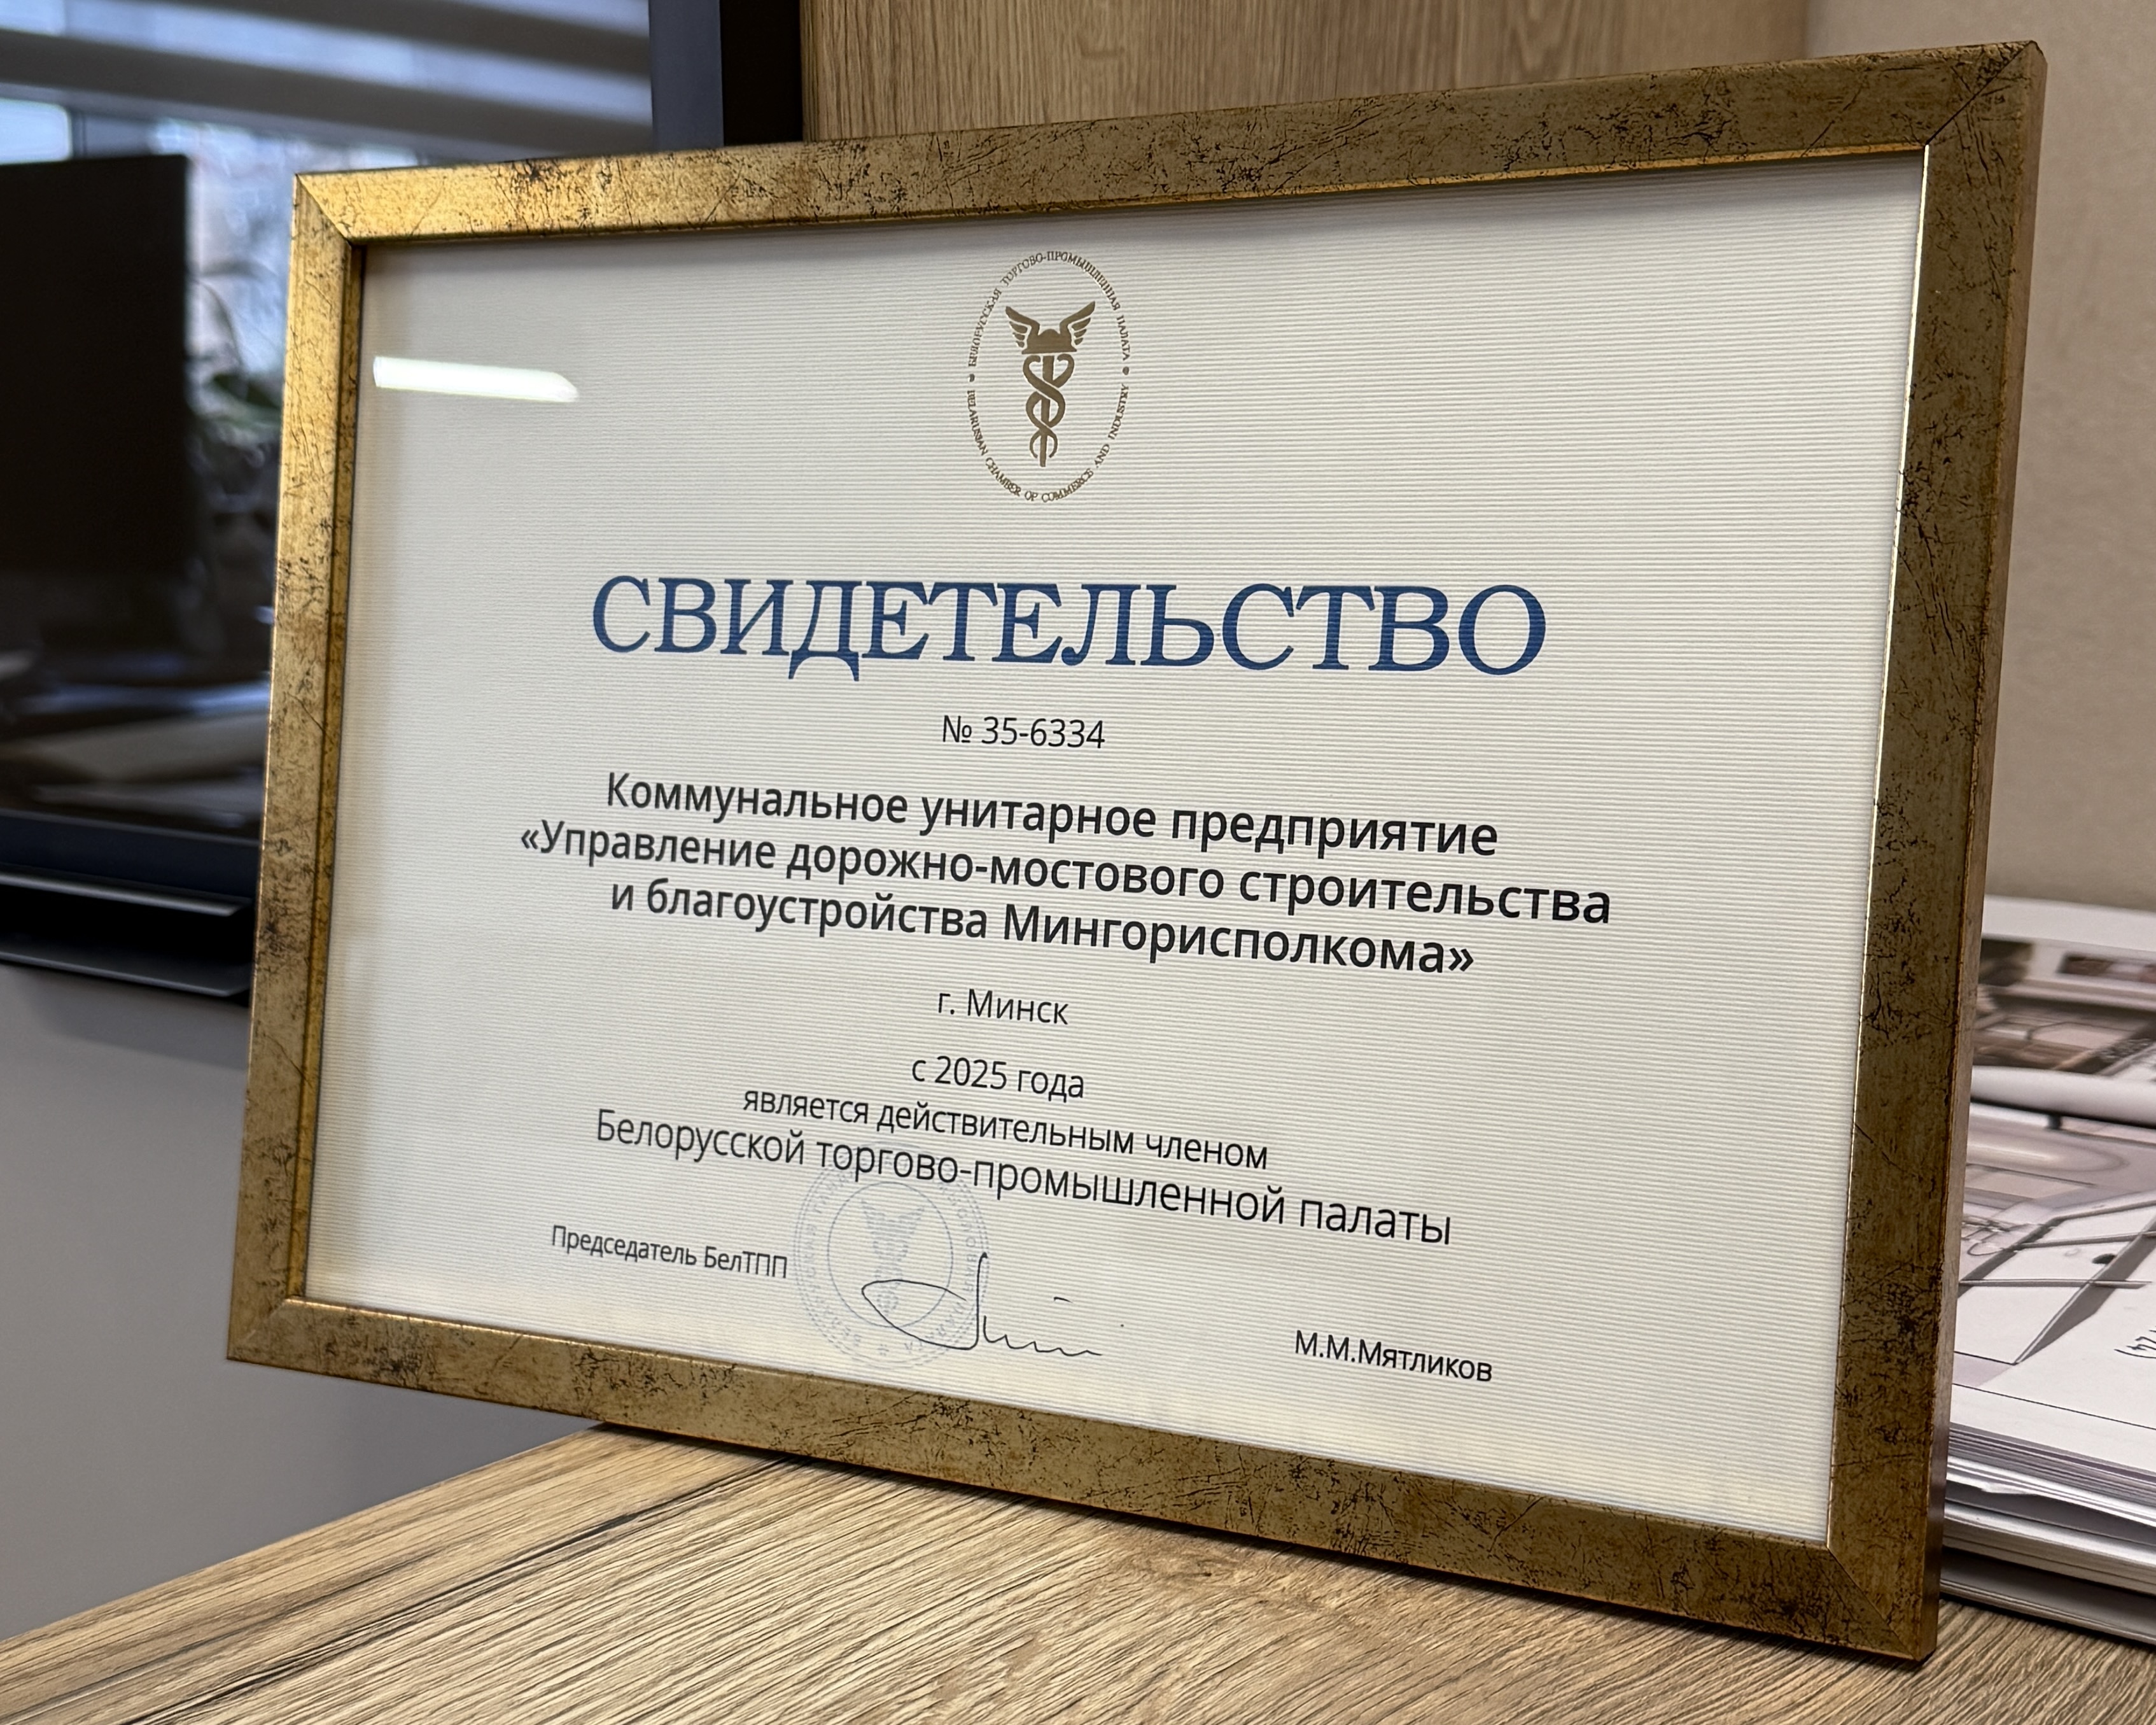 БЕЛОРУССКАЯ ТОРГОВО-ПРОМЫШЛЕННАЯ ПАЛАТА
BELARUSIAN CHAMBER OF COMMERCE AND INDUSTRY
СВИДЕТЕЛЬСТВО
№ 35-6334
Коммунальное унитарное предприятие
«Управление дорожно-мостового строительства
и благоустройства Мингорисполкома»
г. Минск
с 2025 года
является действительным членом
Белорусской торгово-промышленной палаты
Председатель БелТПП
М.М.Мятликов